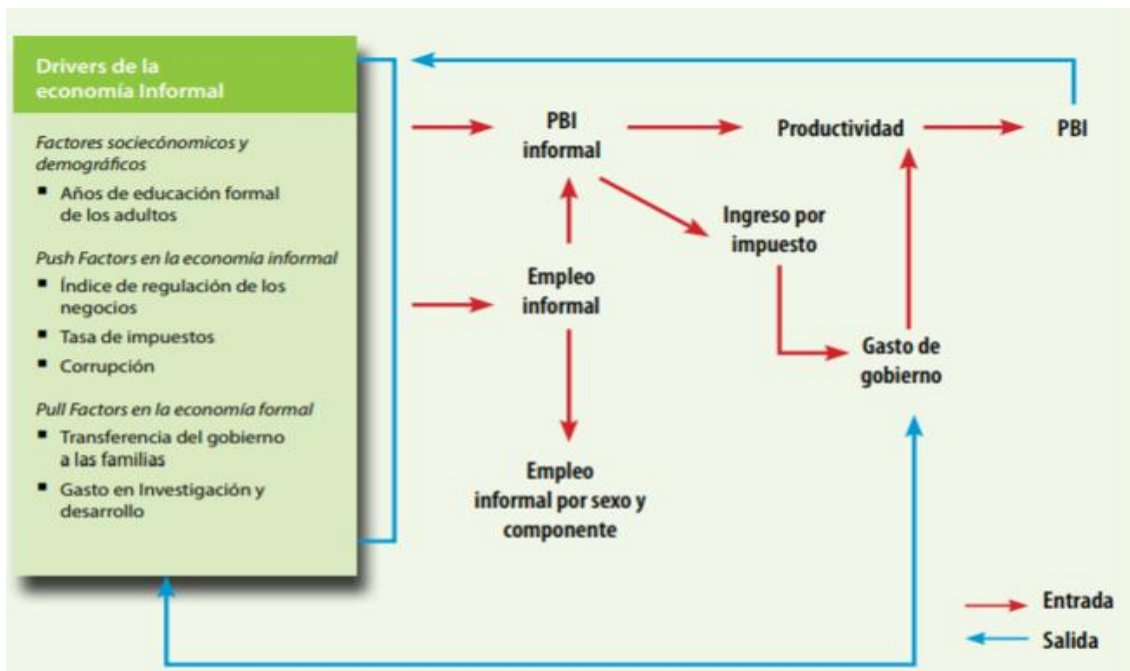 Drivers de la
economía Informal
Factores sociecónomicos y
demográficos
▪ Años de educación formal
de los adultos
Push Factors en la economía informal
▪ Índice de regulación de los
negocios
▪ Tasa de impuestos
▪ Corrupción
Pull Factors en la economía formal
▪ Transferencia del gobierno
a las familias
▪ Gasto en Investigación y
desarrollo
PBI
informal
Productividad
PBI
Ingreso por
impuesto
Empleo
informal
Gasto de
gobierno
Empleo
informal por sexo y
componente
Entrada
Salida